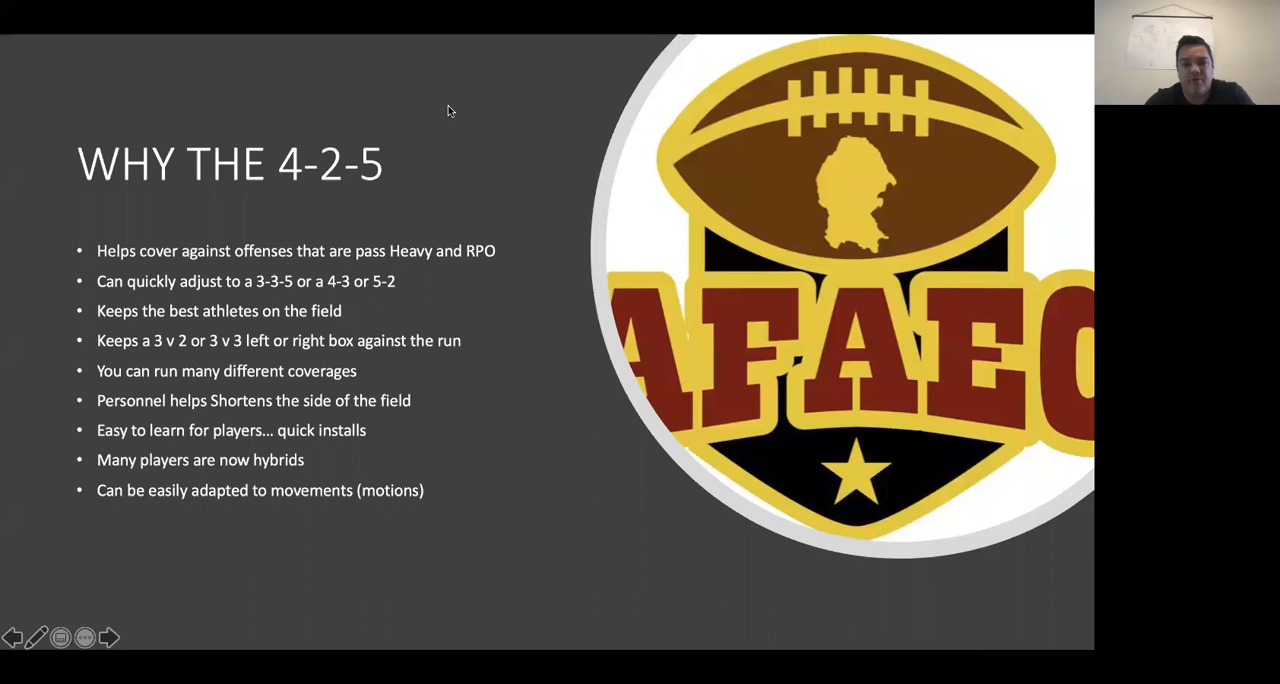 WHY THE 4-2-5
• Helps cover against offenses that are pass Heavy and RPO
• Can quickly adjust to a 3-3-5 or a 4-3 or 5-2
• Keeps the best athletes on the field
• Keeps a 3 v 2 or 3 v 3 left or right box against the run
• You can run many different coverages
• Personnel helps Shortens the side of the field
• Easy to learn for players... quick installs
• Many players are now hybrids
• Can be easily adapted to movements (motions)
AFAEC